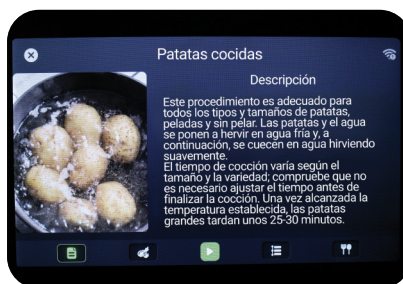 Patatas cocidas
Descripción
Este procedimiento es adecuado para
todos los tipos y tamaños de patatas,
peladas y sin pelar. Las patatas y el agua
se ponen a hervir en agua fría y, a
continuación, se cuecen en agua hirviendo
suavemente.
El tiempo de cocción varía según el
tamaño y la variedad; compruebe que no
es necesario ajustar el tiempo antes de
finalizar la cocción. Una vez alcanzada la
temperatura establecida, las patatas
grandes tardan unos 25-30 minutos.